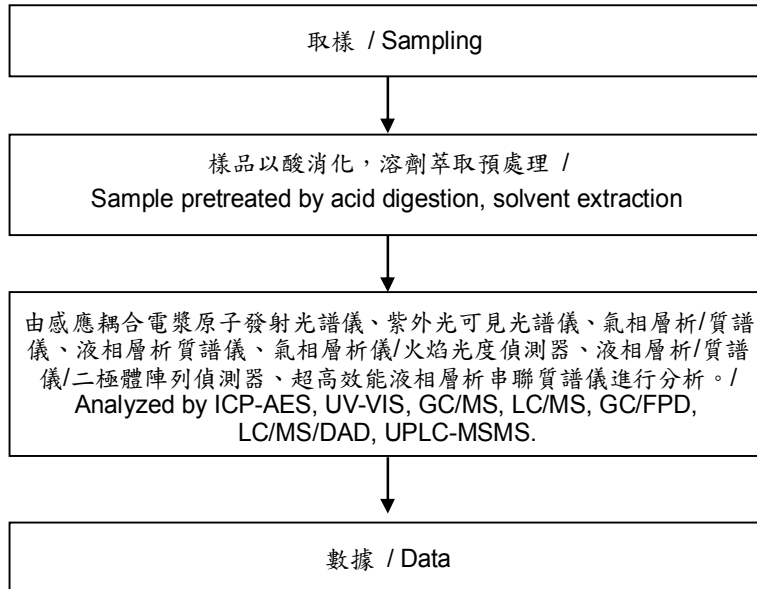 取樣 / Sampling
樣品以酸消化，溶劑萃取預處理 /
Sample pretreated by acid digestion, solvent extraction
由感應耦合電漿原子發射光譜儀、紫外光可見光譜儀、氣相層析/質譜
儀、液相層析質譜儀、氣相層析儀/火焰光度偵測器、液相層析/質譜
儀/二極體陣列偵測器、超高效能液相層析串聯質譜儀進行分析。/
Analyzed by ICP-AES, UV-VIS, GC/MS, LC/MS, GC/FPD,
LC/MS/DAD, UPLC-MSMS.
數據 / Data